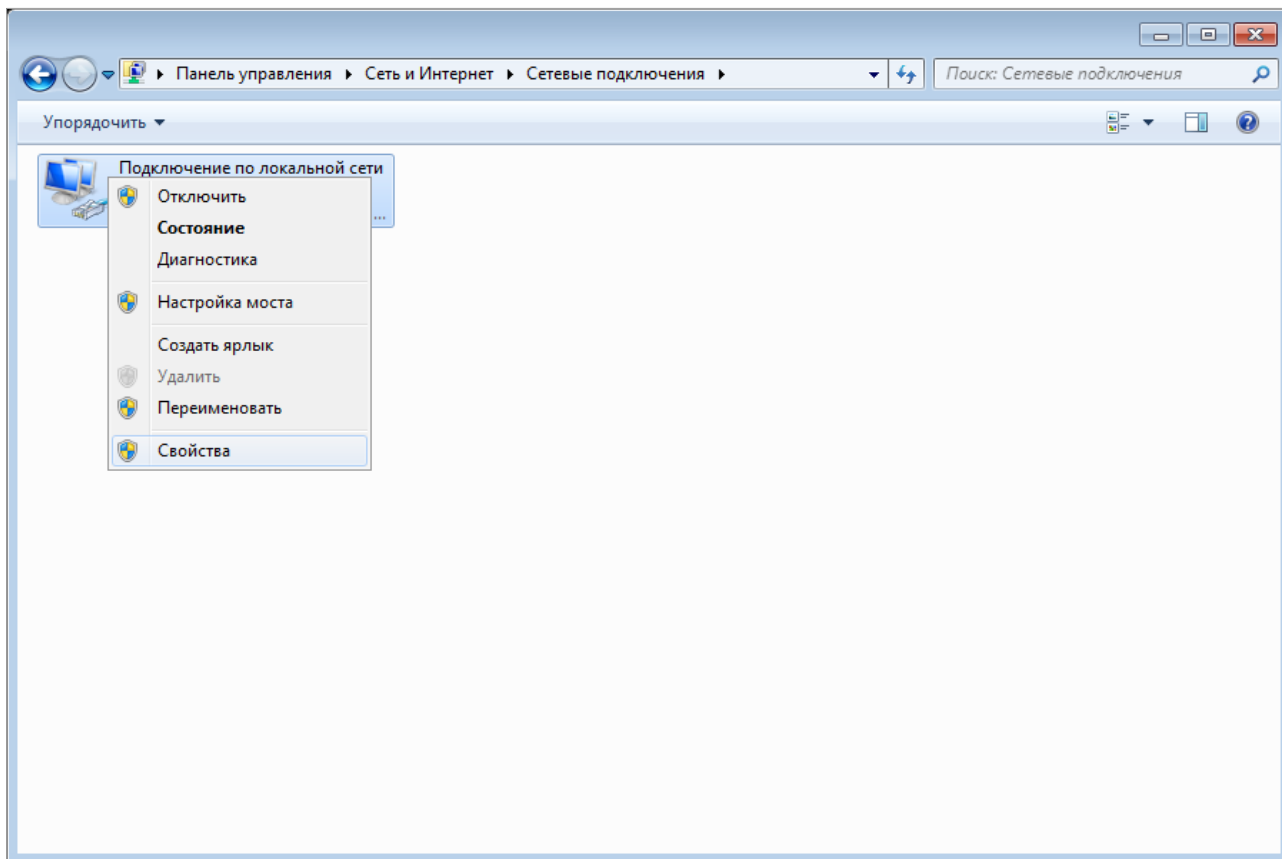 Панель управления Сеть и Интернет Сетевые подключения
Поиск: Сетевые подключения
Упорядочить
Подключение по локальной сети
...
Отключить
Состояние
Диагностика
Настройка моста
Создать ярлык
Удалить
Переименовать
Свойства